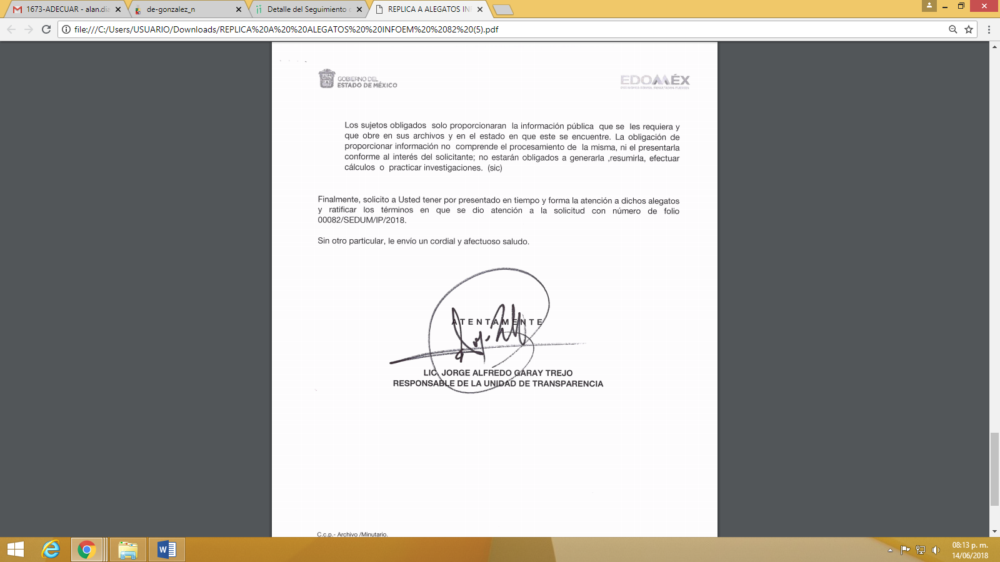 1673-ADECUAR - alan.dia
de-gonzalez_n
Detalle del Seguimiento
REPLICA A ALEGATOS IN
file:///C:/Users/USUARIO/Downloads/REPLICA%20A%20%20ALEGATOS%20%20INFOEM%20%2082%20(5).pdf
GOBIERNO DEL
ESTADO DE MÉXICO
EDOMÉX
Los sujetos obligados solo proporcionaran la información pública que se les requiera y
que obre en sus archivos y en el estado en que este se encuentre. La obligación de
proporcionar información no comprende el procesamiento de la misma, ni el presentarla
conforme al interés del solicitante; no estarán obligados a generarla ,resumirla, efectuar
cálculos o practicar investigaciones. (sic)
Finalmente, solicito a Usted tener por presentado en tiempo y forma la atención a dichos alegatos
y ratificar los términos en que se dio atención a la solicitud con número de folio
00082/SEDUM/IP/2018.
Sin otro particular, le envío un cordial y afectuoso saludo.
A T E N T A M E N T E
LIC. JORGE ALFREDO GARAY TREJO
RESPONSABLE DE LA UNIDAD DE TRANSPARENCIA
C.c.p.- Archivo /Minutario.
08:13 p. m.
14/06/2018